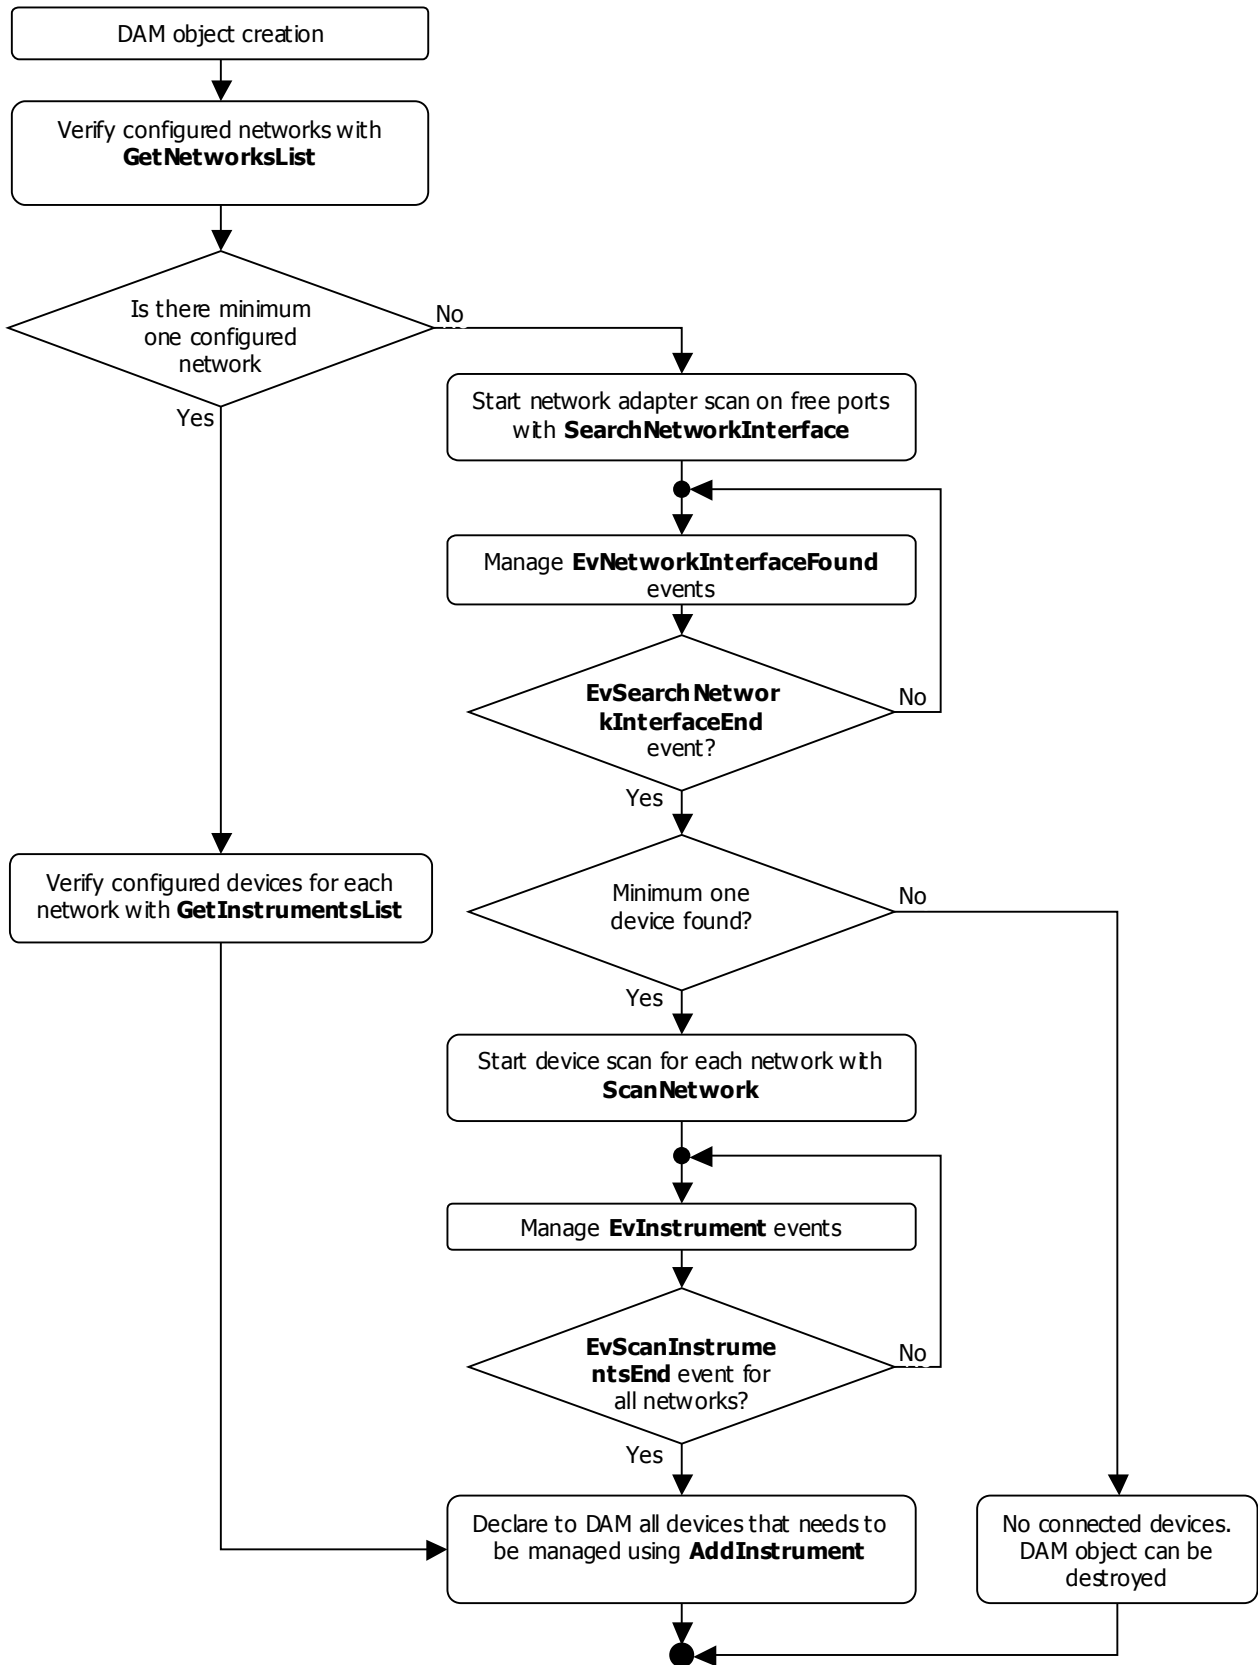 DAM object creation
Verify configured networks with
GetNetworksList
Is there minimum
one configured
network
No
Yes
Start network adapter scan on free ports
with SearchNetworkInterface
Manage EvNetworkInterfaceFound
events
EvSearchNetwor
kInterfaceEnd
event?
No
Yes
Verify configured devices for each
network with GetInstrumentsList
Minimum one
device found?
No
Yes
Start device scan for each network with
ScanNetwork
Manage EvInstrument events
EvScanInstrume
ntsEnd event for
all networks?
No
Yes
Declare to DAM all devices that needs to
be managed using AddInstrument
No connected devices.
DAM object can be
destroyed